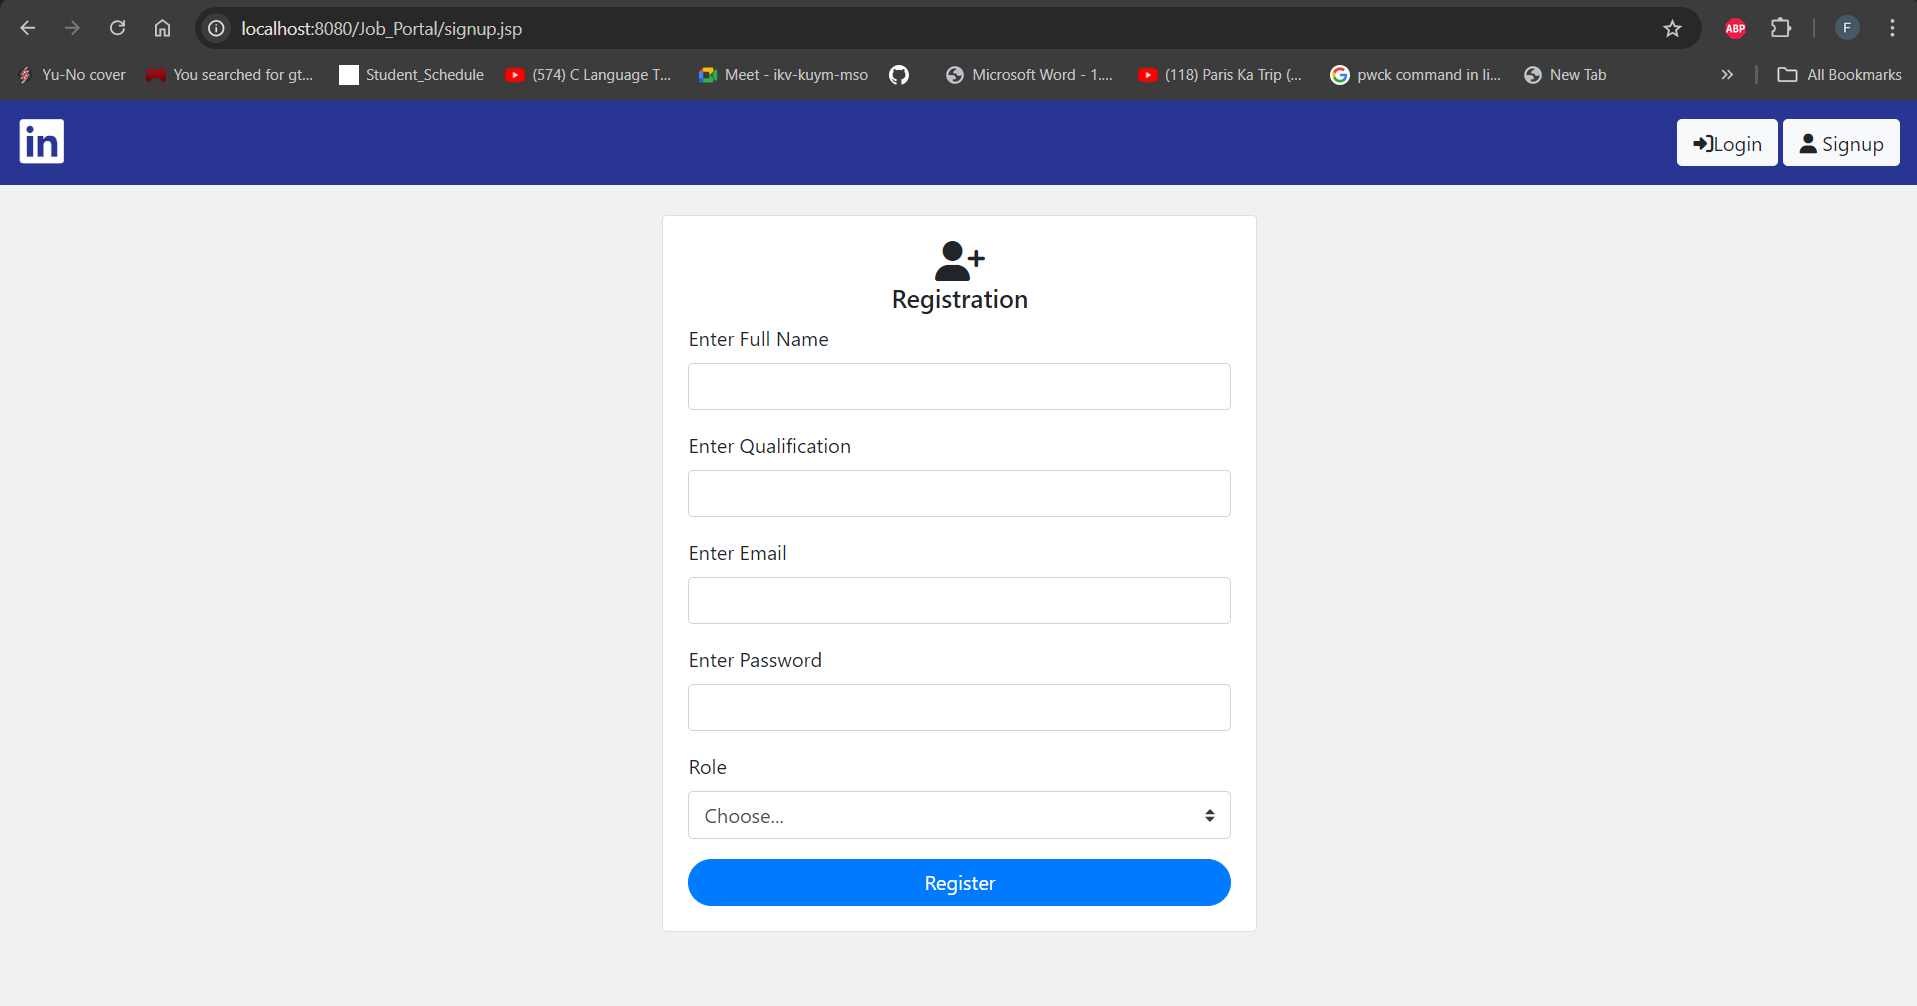 localhost:8080/Job_Portal/signup.jsp
ABP
F
Yu-No cover
You searched for gt...
Student_Schedule
(574) C Language T...
Meet - ikv-kuym-mso
Microsoft Word - 1....
(118) Paris Ka Trip (...
pwck command in li...
New Tab
All Bookmarks
in
Login
Signup
Registration
Enter Full Name
Enter Qualification
Enter Email
Enter Password
Role
Choose...
Register